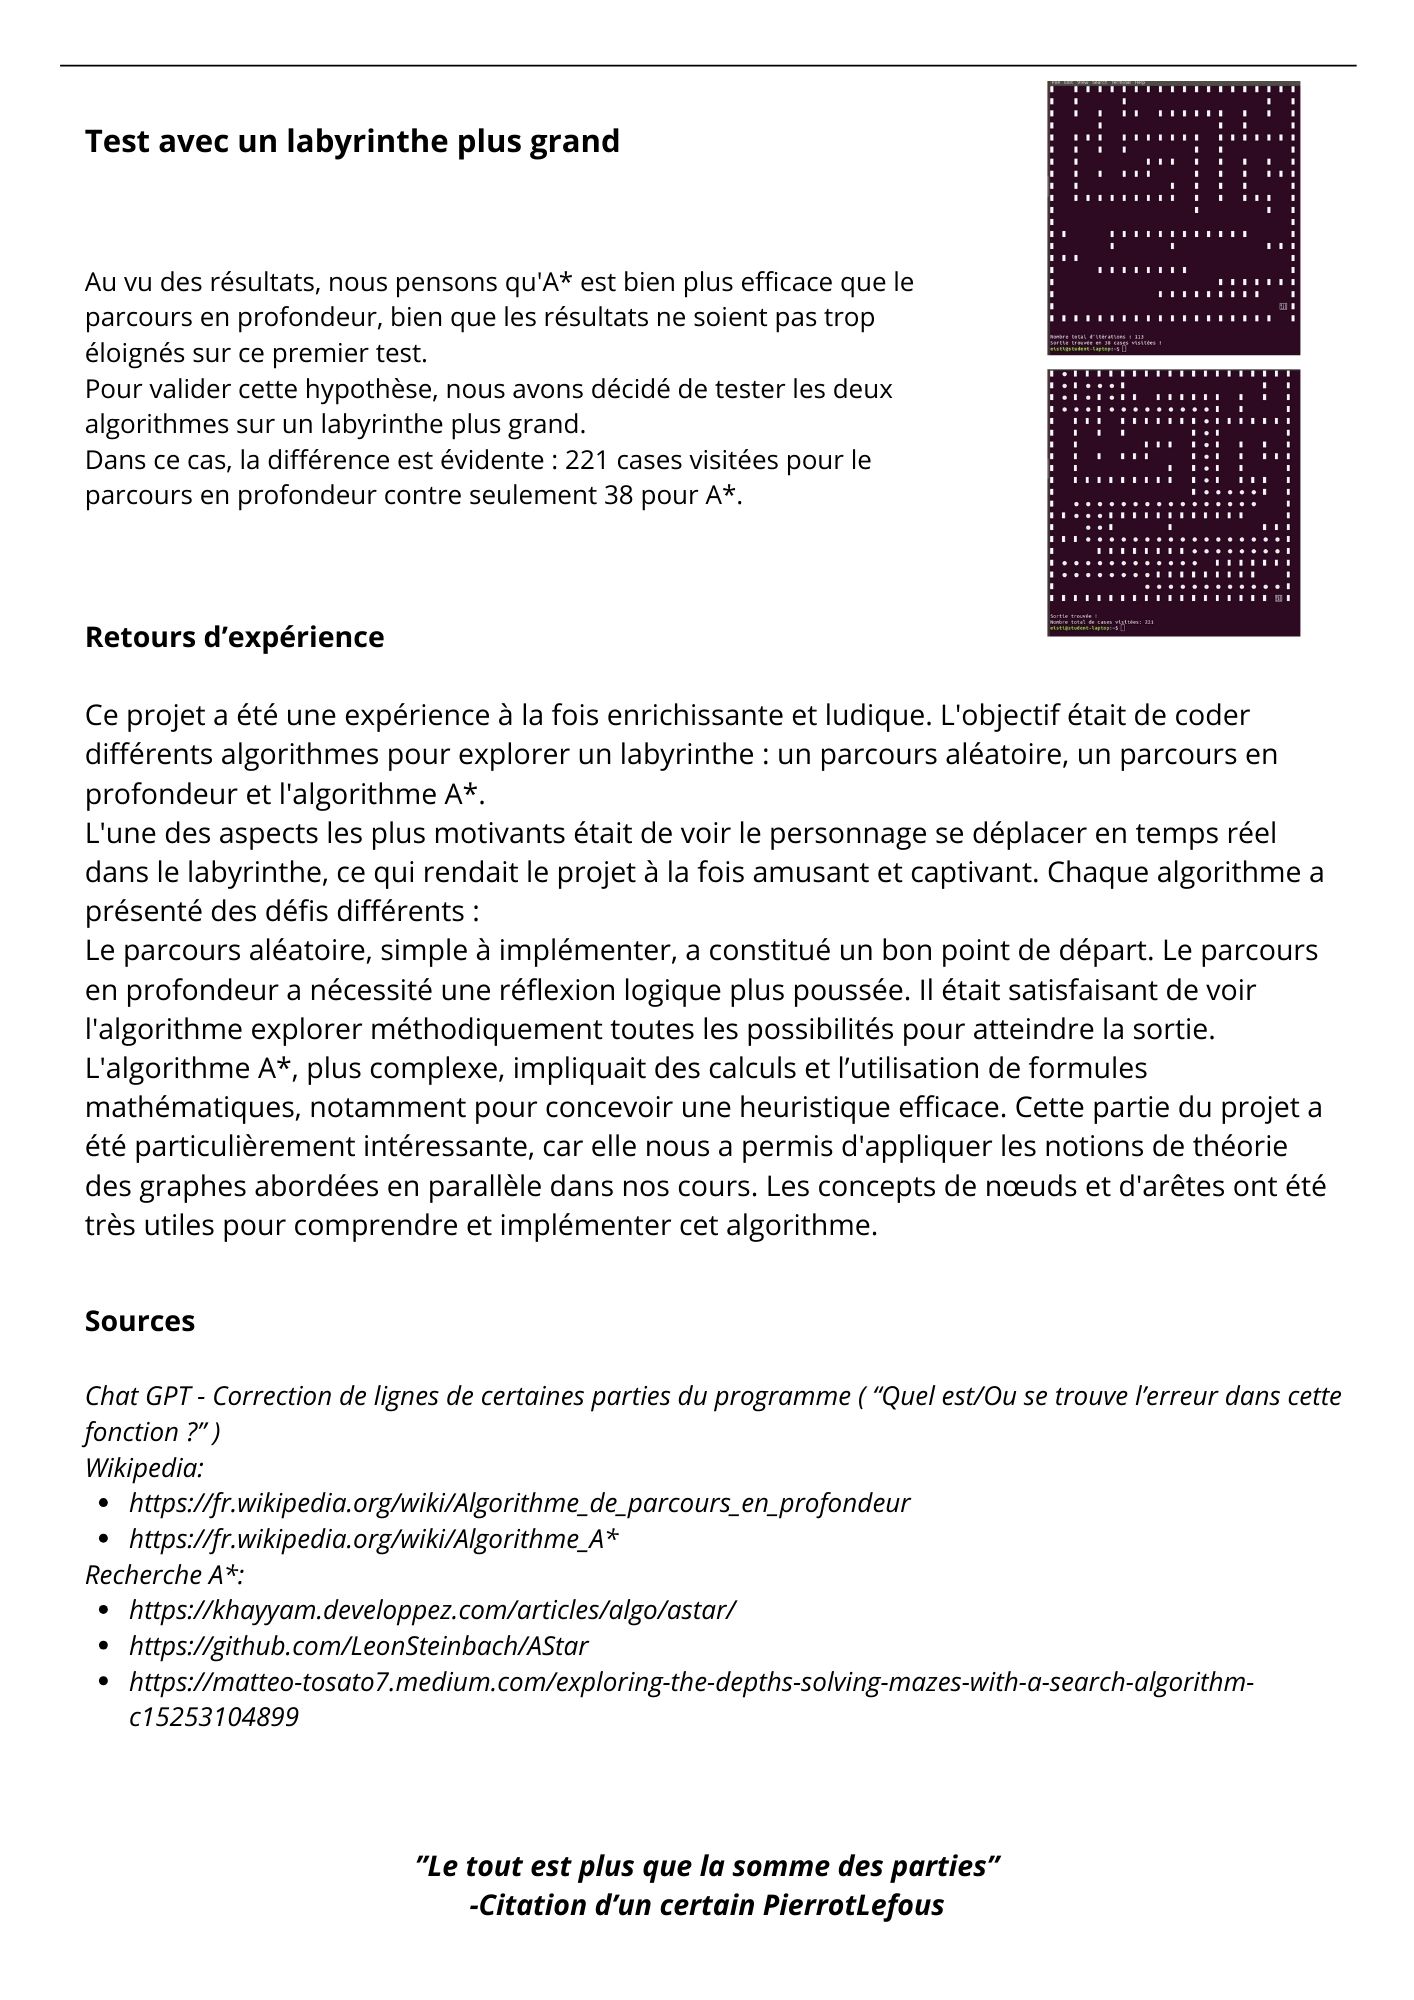 Test avec un labyrinthe plus grand
Au vu des résultats, nous pensons qu'A* est bien plus efficace que le
parcours en profondeur, bien que les résultats ne soient pas trop
éloignés sur ce premier test.
Pour valider cette hypothèse, nous avons décidé de tester les deux
algorithmes sur un labyrinthe plus grand.
Dans ce cas, la différence est évidente : 221 cases visitées pour le
parcours en profondeur contre seulement 38 pour A*.
Nombre total d'itérations : 113
Sortie trouvée en 38 cases visitées !
eisti@student-laptop:~$
Sortie trouvée !
Nombre total de cases visitées: 221
eisti@student-laptop:~$
Retours d’expérience
Ce projet a été une expérience à la fois enrichissante et ludique. L'objectif était de coder
différents algorithmes pour explorer un labyrinthe : un parcours aléatoire, un parcours en
profondeur et l'algorithme A*.
L'une des aspects les plus motivants était de voir le personnage se déplacer en temps réel
dans le labyrinthe, ce qui rendait le projet à la fois amusant et captivant. Chaque algorithme a
présenté des défis différents :
Le parcours aléatoire, simple à implémenter, a constitué un bon point de départ. Le parcours
en profondeur a nécessité une réflexion logique plus poussée. Il était satisfaisant de voir
l'algorithme explorer méthodiquement toutes les possibilités pour atteindre la sortie.
L'algorithme A*, plus complexe, impliquait des calculs et l’utilisation de formules
mathématiques, notamment pour concevoir une heuristique efficace. Cette partie du projet a
été particulièrement intéressante, car elle nous a permis d'appliquer les notions de théorie
des graphes abordées en parallèle dans nos cours. Les concepts de nœuds et d'arêtes ont été
très utiles pour comprendre et implémenter cet algorithme.
Sources
Chat GPT - Correction de lignes de certaines parties du programme ( “Quel est/Ou se trouve l’erreur dans cette
fonction ?” )
Wikipedia:
• https://fr.wikipedia.org/wiki/Algorithme_de_parcours_en_profondeur
• https://fr.wikipedia.org/wiki/Algorithme_A*
Recherche A*:
• https://khayyam.developpez.com/articles/algo/astar/
• https://github.com/LeonSteinbach/AStar
• https://matteo-tosato7.medium.com/exploring-the-depths-solving-mazes-with-a-search-algorithm-
c15253104899
”Le tout est plus que la somme des parties”
-Citation d’un certain PierrotLefous